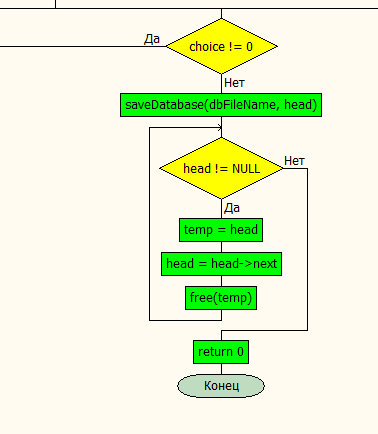 Да
choice != 0
Нет
saveDatabase(dbFileName, head)
head != NULL
Нет
Да
temp = head
head = head->next
free(temp)
return 0
Конец